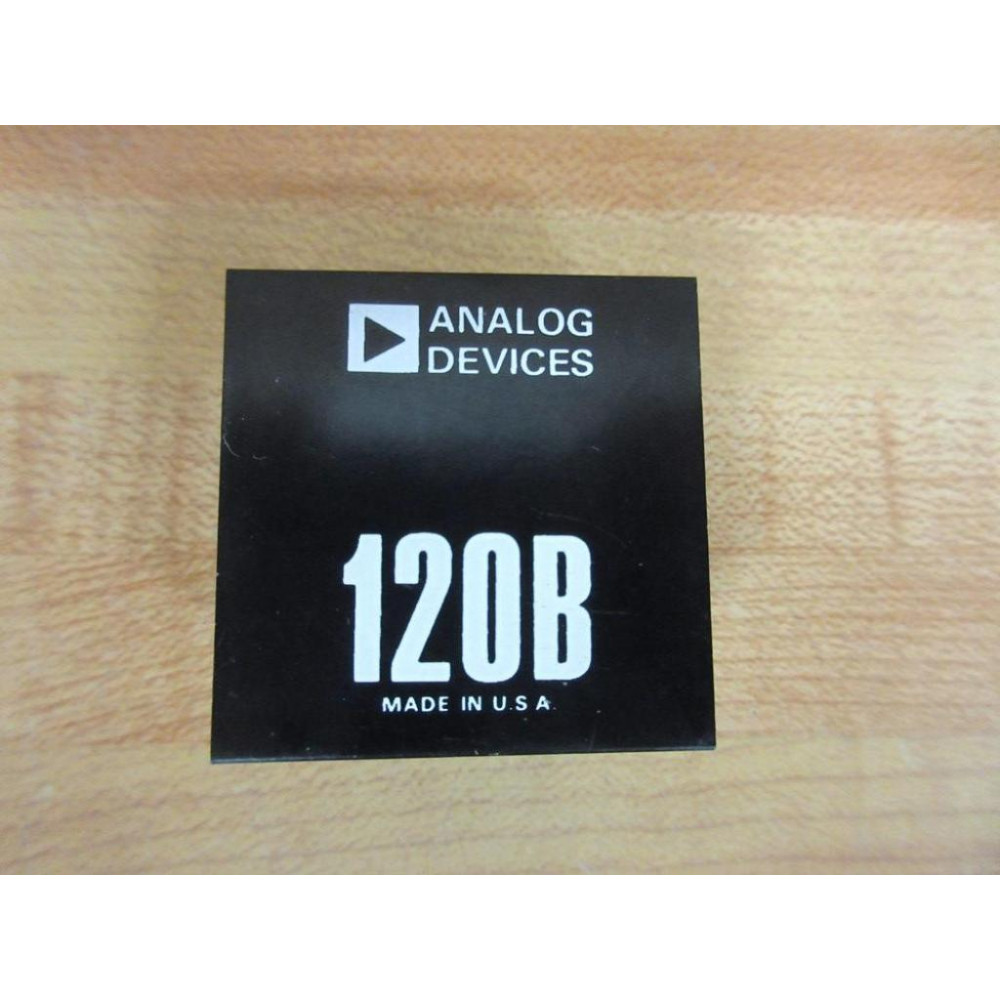 ANALOG
DEVICES
120B
MADE IN U.S A.